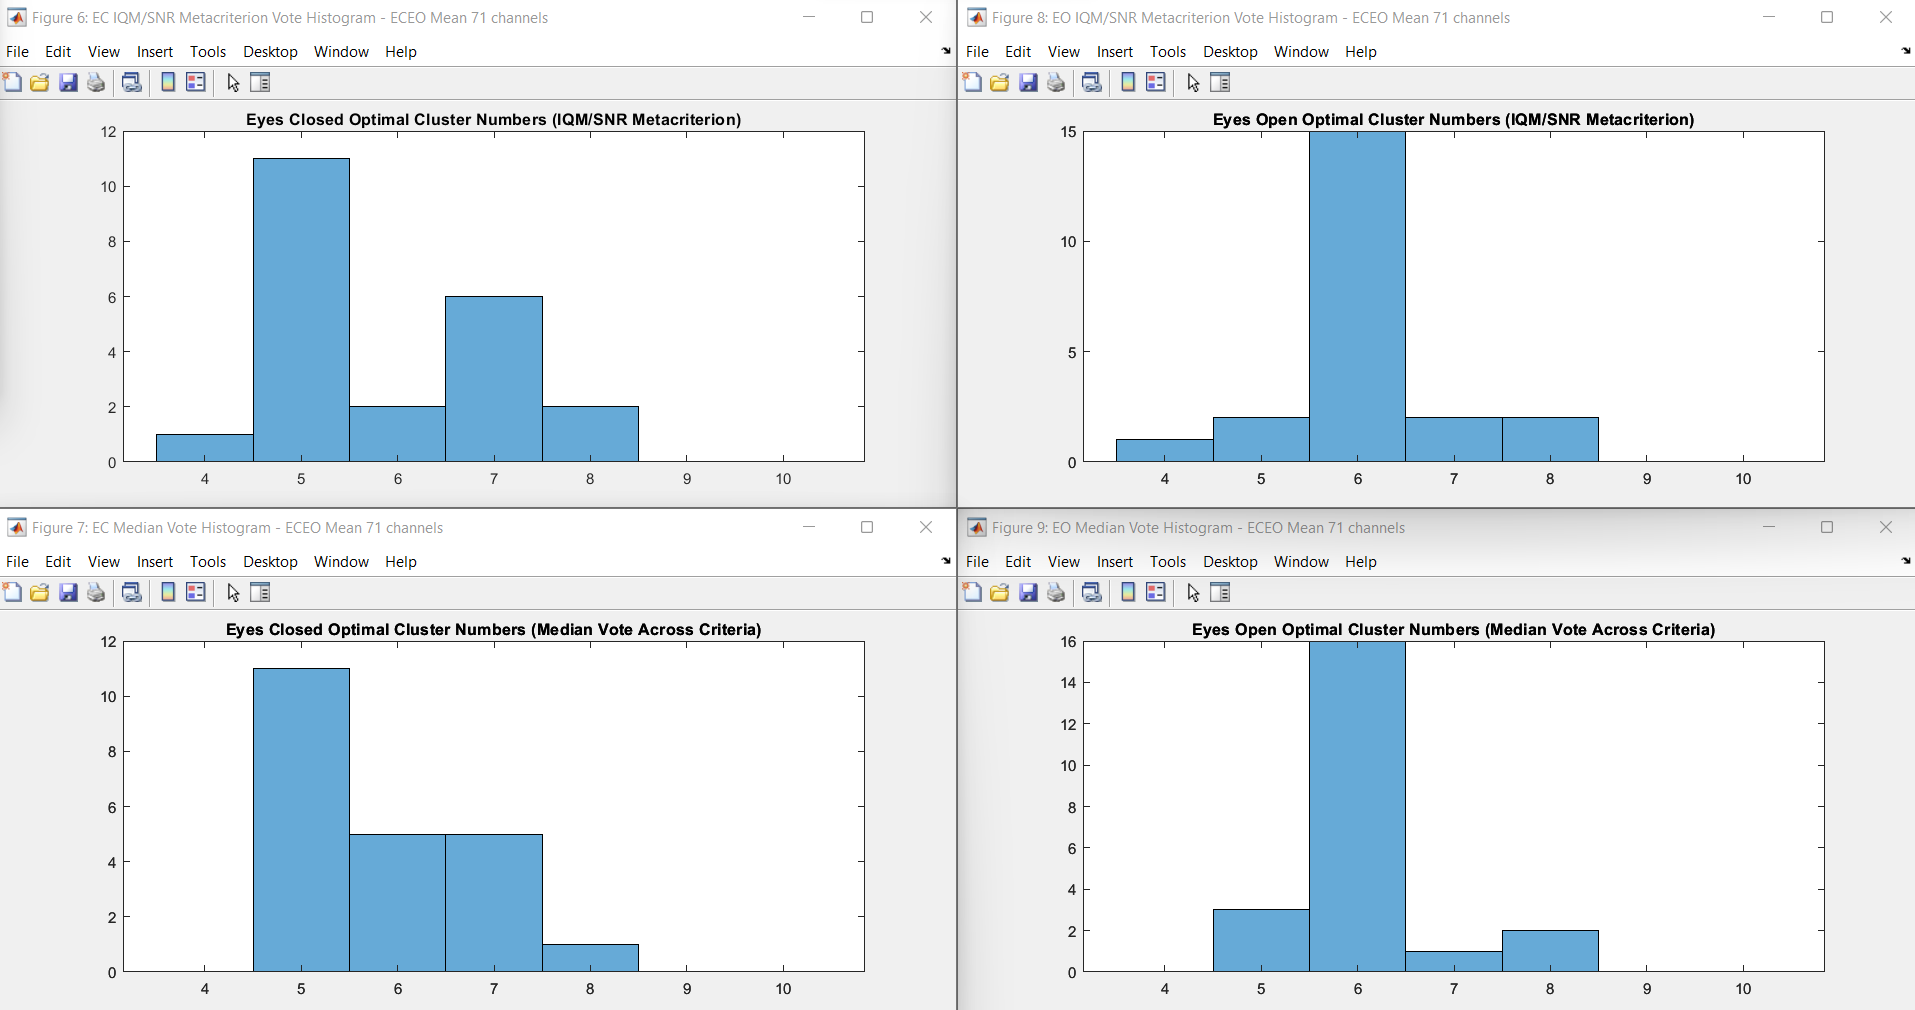 Figure 6: EC IQM/SNR Metacriterion Vote Histogram - ECEO Mean 71 channels
File Edit View Insert Tools Desktop Window Help
Eyes Closed Optimal Cluster Numbers (IQM/SNR Metacriterion)
12
10
8
6
4
2
0
4 5 6 7 8 9 10
Figure 8: EO IQM/SNR Metacriterion Vote Histogram - ECEO Mean 71 channels
File Edit View Insert Tools Desktop Window Help
Eyes Open Optimal Cluster Numbers (IQM/SNR Metacriterion)
15
10
5
0
4 5 6 7 8 9 10
Figure 7: EC Median Vote Histogram - ECEO Mean 71 channels
File Edit View Insert Tools Desktop Window Help
Eyes Closed Optimal Cluster Numbers (Median Vote Across Criteria)
12
10
8
6
4
2
0
4 5 6 7 8 9 10
Figure 9: EO Median Vote Histogram - ECEO Mean 71 channels
File Edit View Insert Tools Desktop Window Help
Eyes Open Optimal Cluster Numbers (Median Vote Across Criteria)
16
14
12
10
8
6
4
2
0
4 5 6 7 8 9 10